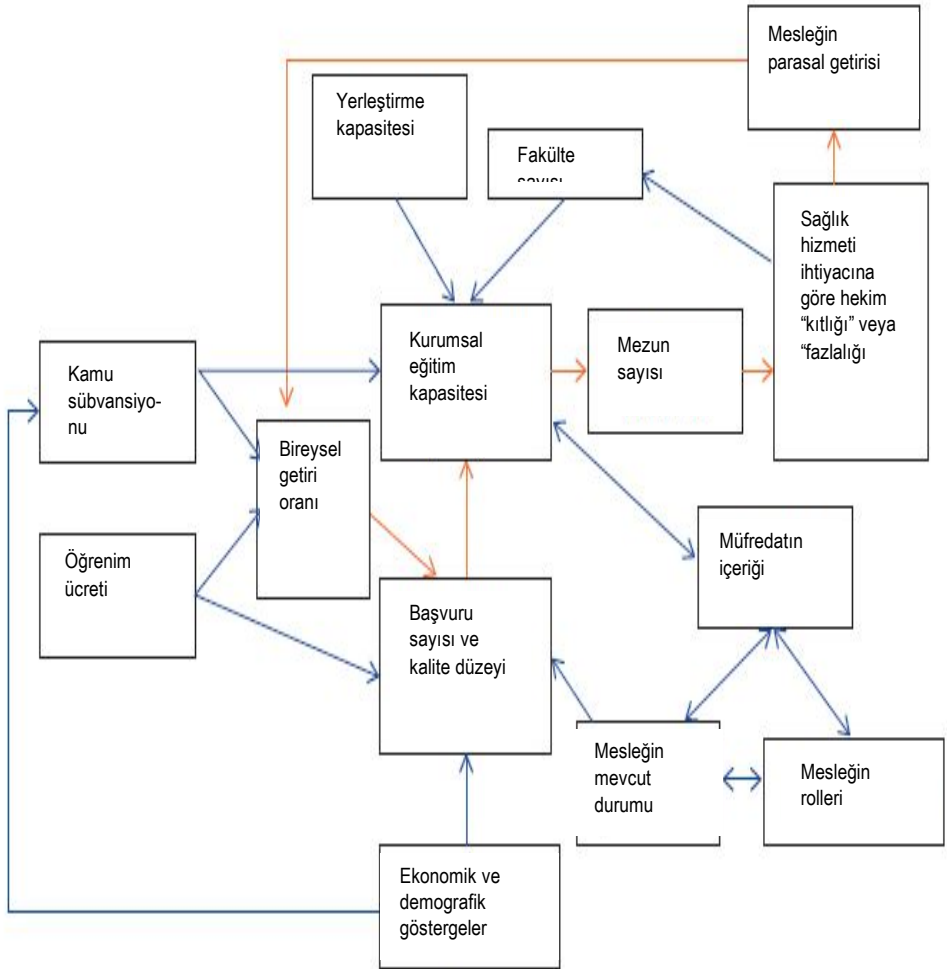 Mesleğin
parasal getirisi
Yerleştirme
kapasitesi
Fakülte
sayısı
Sağlık
hizmeti
ihtiyacına
göre hekim
“kıtlığı” veya
“fazlalığı
Kurumsal
eğitim
kapasitesi
Mezun
sayısı
Kamu
sübvansiyo-
nu
Bireysel
getiri
oranı
Öğrenim
ücreti
Müfredatın
içeriği
Başvuru
sayısı ve
kalite düzeyi
Mesleğin
mevcut
durumu
Mesleğin
rolleri
Ekonomik ve
demografik
göstergeler